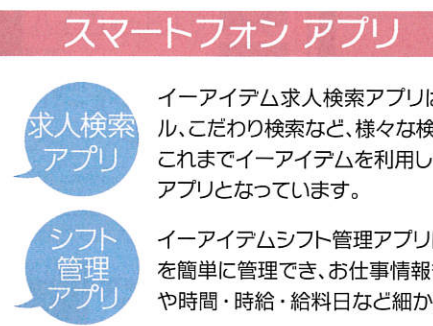 スマートフォン アプリ
求人検索
アプリ
イーアイデム求人検索アプリは
ル、こだわり検索など、様々な検
これまでイーアイデムを利用し
アプリとなっています。
シフト
管理
アプリ
イーアイデムシフト管理アプリ
を簡単に管理でき、お仕事情報
や時間・時給・給料日など細か